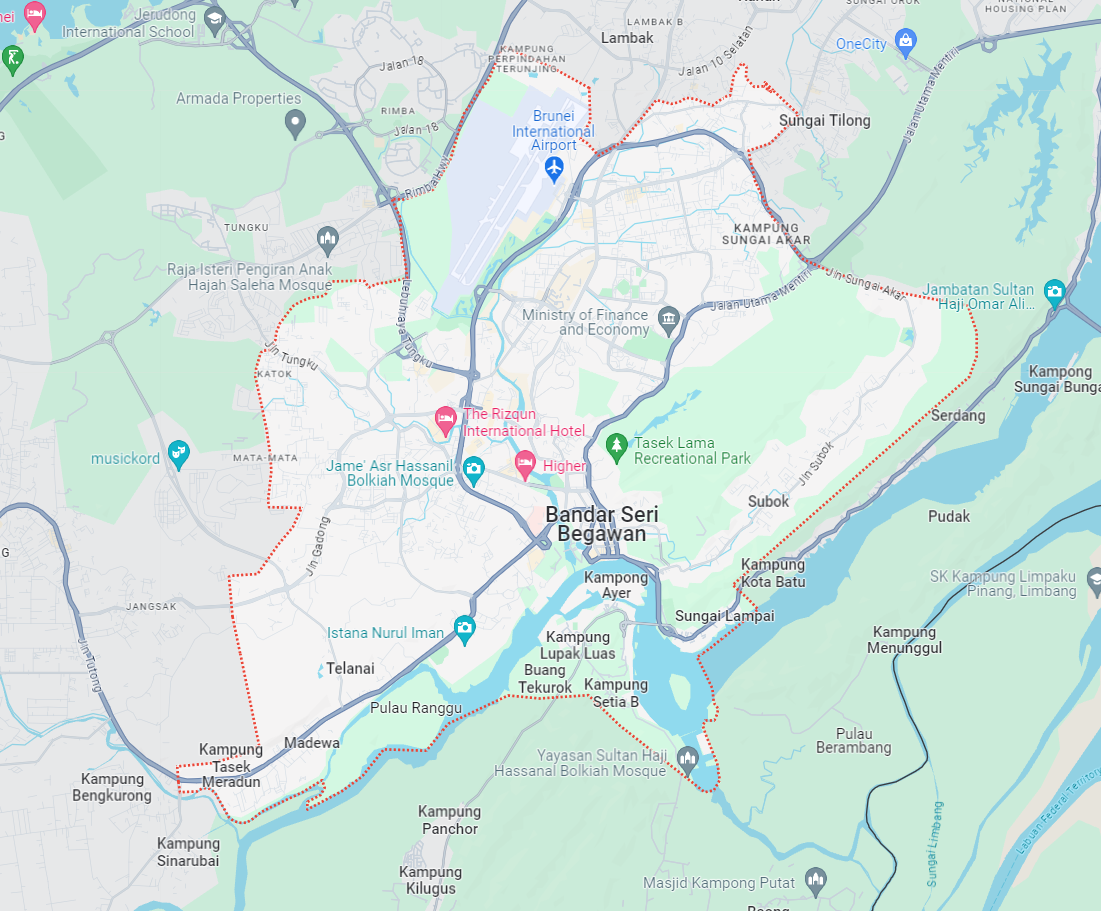 Jerudong
International School
LAMBAK B
Lambak
SUNGAI OROK
NATIONAL
HOUSING PLAN
OneCity
KAMPUNG
PERPINDAHAN
TERUNJING
Jalan 18
Jalan 10 Selatan
Jalan Utama Mentiri
Armada Properties
RIMBA
Jalan 18
Brunei
International
Airport
Sungai Tilong
Rimba Hwy
TUNGKU
KAMPUNG
SUNGAI AKAR
Raja Isteri Pengiran Anak
Hajah Saleha Mosque
Jln Sungai Akar
Jambatan Sultan
Haji Omar Ali...
Lebuhraya Tungku
Jalan Utama Mentiri
Ministry of Finance
and Economy
Jln Tungku
KATOK
Kampong
Sungai Bunga
The Rizqun
International Hotel
Serdang
Tasek Lama
Recreational Park
musickord
MATA-MATA
Jame' Asr Hassanil
Bolkiah Mosque
Higher
Jln Subok
Subok
Bandar Seri
Begawan
Pudak
Jln Gadong
G
Kampung
Kota Batu
Kampong
Ayer
SK Kampung Limpaku
Pinang, Limbang
JANGSAK
Sungai Lampai
Istana Nurul Iman
Kampung
Lupak Luas
Kampung
Menunggul
Jln Tutong
Telanai
Buang
Tekurok
Kampung
Setia B
Pulau Ranggu
Pulau
Berambang
Madewa
Kampung
Tasek
Meradun
Yayasan Sultan Haji
Hassanal Bolkiah Mosque
Kampung
Bengkurong
Kampung
Panchor
Labuan Federal Territory
Sungai Limbang
Kampung
Sinarubai
Kampung
Kilugus
Masjid Kampong Putat